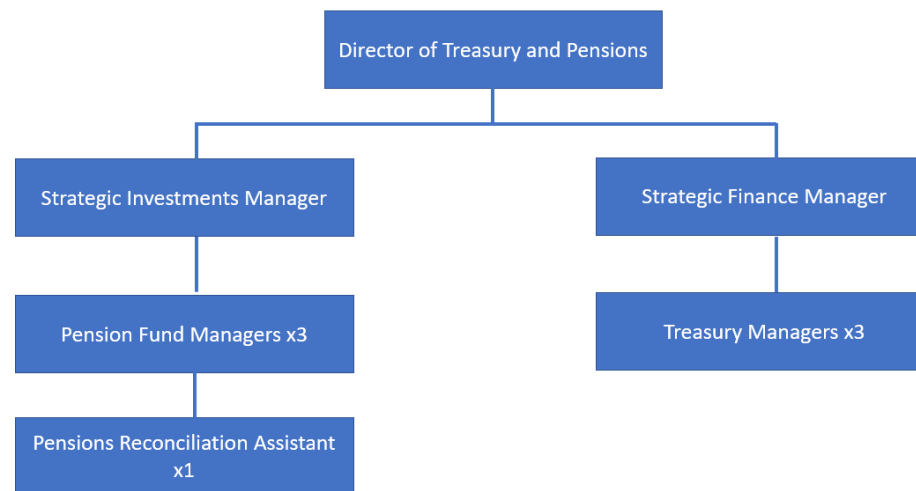 Director of Treasury and Pensions
Strategic Investments Manager
Strategic Finance Manager
Pension Fund Managers x3
Treasury Managers x3
Pensions Reconciliation Assistant
x1